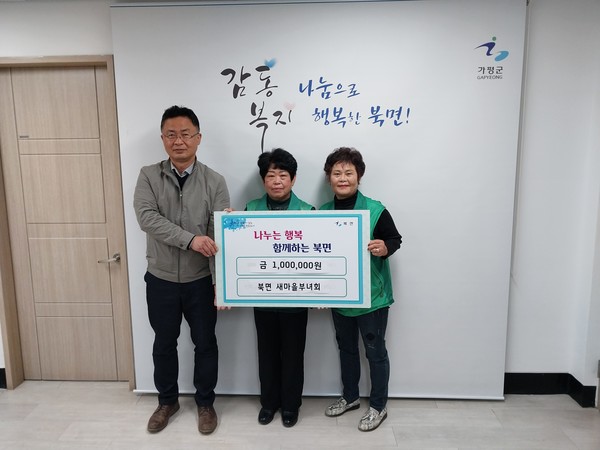 감동
복지
나눔으로
행복한 북면!
가평군
GAPYEONG
북면
나누는 행복
함께하는 북면
금 1,000,000원
북면 새마을부녀회